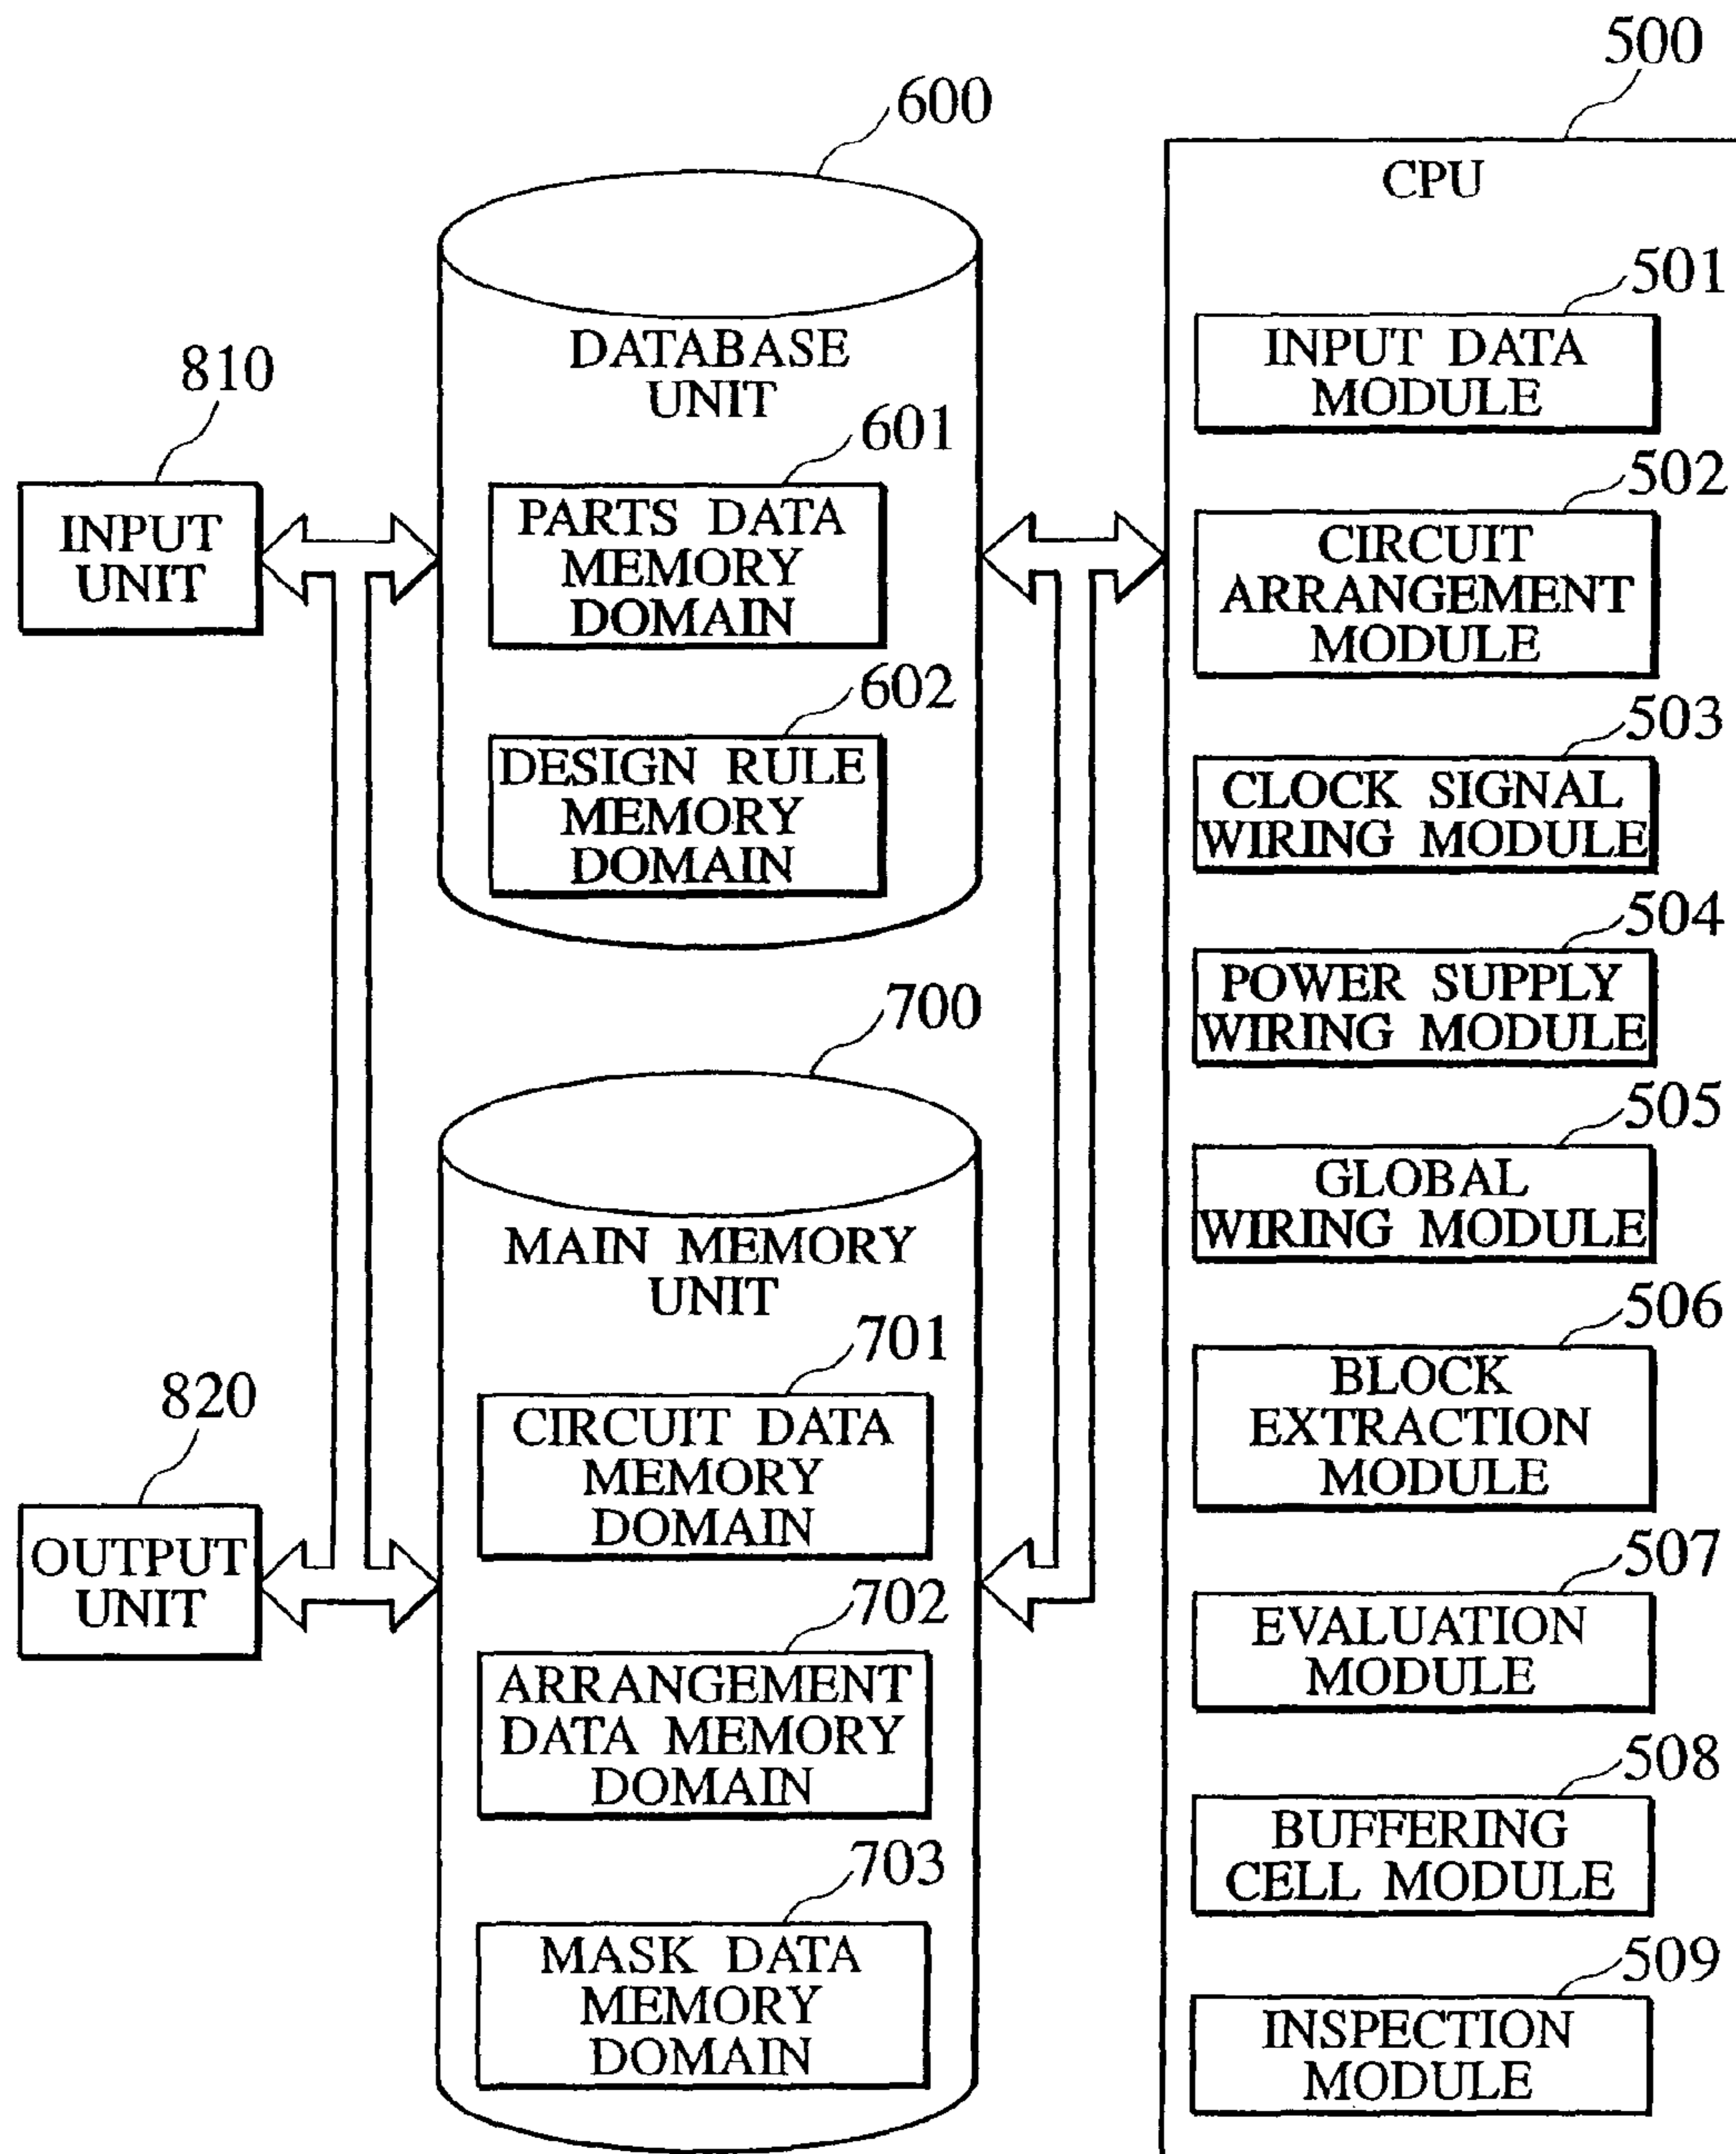 500
CPU
501
INPUT DATA
MODULE
502
CIRCUIT
ARRANGEMENT
MODULE
503
CLOCK SIGNAL
WIRING MODULE
504
POWER SUPPLY
WIRING MODULE
505
GLOBAL
WIRING MODULE
506
BLOCK
EXTRACTION
MODULE
507
EVALUATION
MODULE
508
BUFFERING
CELL MODULE
509
INSPECTION
MODULE
600
DATABASE
UNIT
601
PARTS DATA
MEMORY
DOMAIN
602
DESIGN RULE
MEMORY
DOMAIN
700
MAIN MEMORY
UNIT
701
CIRCUIT DATA
MEMORY
DOMAIN
702
ARRANGEMENT
DATA MEMORY
DOMAIN
703
MASK DATA
MEMORY
DOMAIN
810
INPUT
UNIT
820
OUTPUT
UNIT